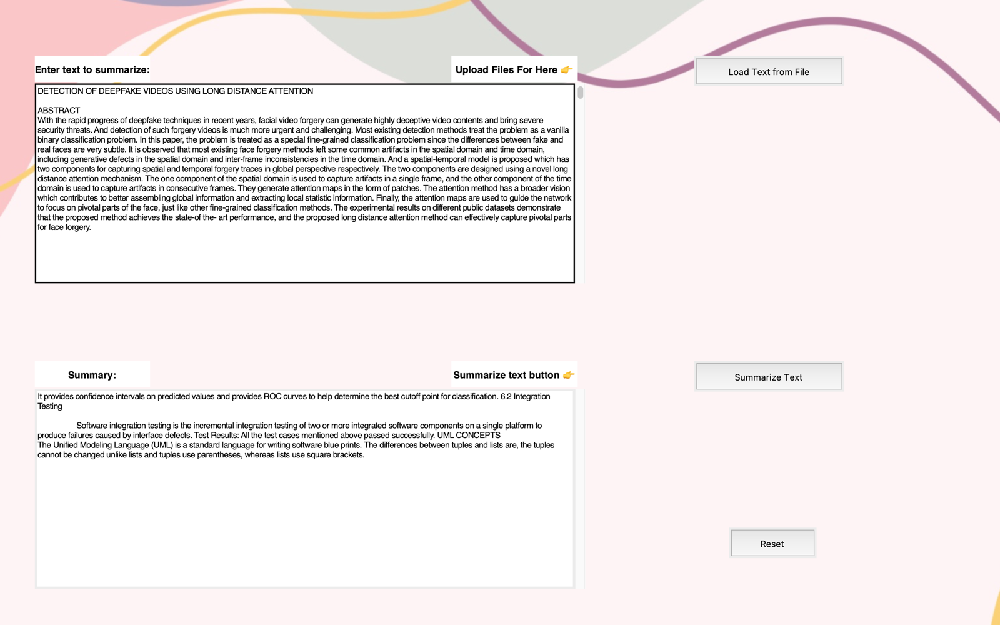 Enter text to summarize:
Upload Files For Here 👉
Load Text from File
DETECTION OF DEEPFAKE VIDEOS USING LONG DISTANCE ATTENTION
ABSTRACT
With the rapid progress of deepfake techniques in recent years, facial video forgery can generate highly deceptive video contents and bring severe
security threats. And detection of such forgery videos is much more urgent and challenging. Most existing detection methods treat the problem as a vanilla
binary classification problem. In this paper, the problem is treated as a special fine-grained classification problem since the differences between fake and
real faces are very subtle. It is observed that most existing face forgery methods left some common artifacts in the spatial domain and time domain,
including generative defects in the spatial domain and inter-frame inconsistencies in the time domain. And a spatial-temporal model is proposed which has
two components for capturing spatial and temporal forgery traces in global perspective respectively. The two components are designed using a novel long
distance attention mechanism. The one component of the spatial domain is used to capture artifacts in a single frame, and the other component of the time
domain is used to capture artifacts in consecutive frames. They generate attention maps in the form of patches. The attention method has a broader vision
which contributes to better assembling global information and extracting local statistic information. Finally, the attention maps are used to guide the network
to focus on pivotal parts of the face, just like other fine-grained classification methods. The experimental results on different public datasets demonstrate
that the proposed method achieves the state-of the- art performance, and the proposed long distance attention method can effectively capture pivotal parts
for face forgery.
Summary:
Summarize text button 👉
Summarize Text
It provides confidence intervals on predicted values and provides ROC curves to help determine the best cutoff point for classification. 6.2 Integration
Testing
Software integration testing is the incremental integration testing of two or more integrated software components on a single platform to
produce failures caused by interface defects. Test Results: All the test cases mentioned above passed successfully. UML CONCEPTS
The Unified Modeling Language (UML) is a standard language for writing software blue prints. The differences between tuples and lists are, the tuples
cannot be changed unlike lists and tuples use parentheses, whereas lists use square brackets.
Reset